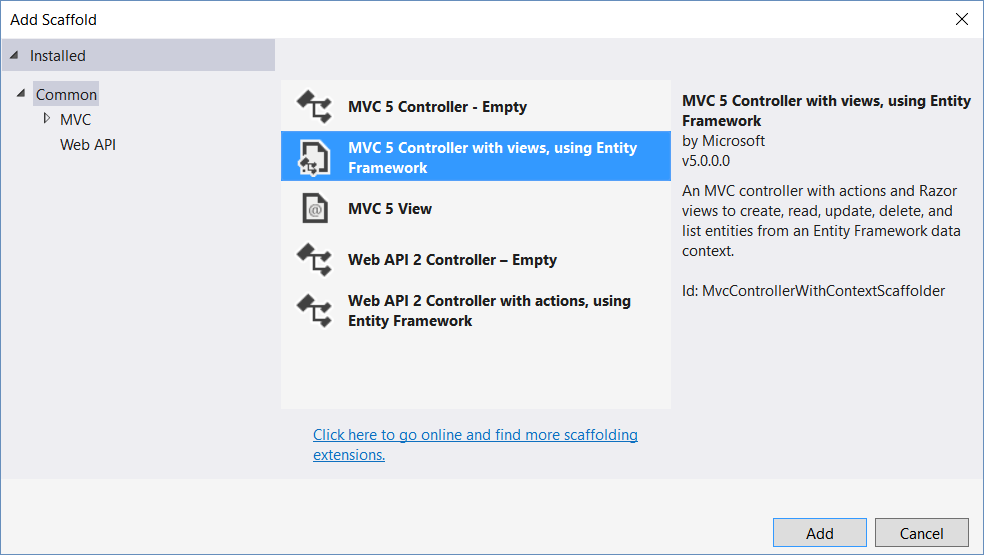 Add Scaffold
Installed
Common
MVC
Web API
MVC 5 Controller - Empty
MVC 5 Controller with views, using Entity
Framework
@
MVC 5 View
Web API 2 Controller – Empty
Web API 2 Controller with actions, using
Entity Framework
Click here to go online and find more scaffolding
extensions.
MVC 5 Controller with views, using Entity
Framework
by Microsoft
v5.0.0.0
An MVC controller with actions and Razor
views to create, read, update, delete, and
list entities from an Entity Framework data
context.
Id: MvcControllerWithContextScaffolder
Add
Cancel